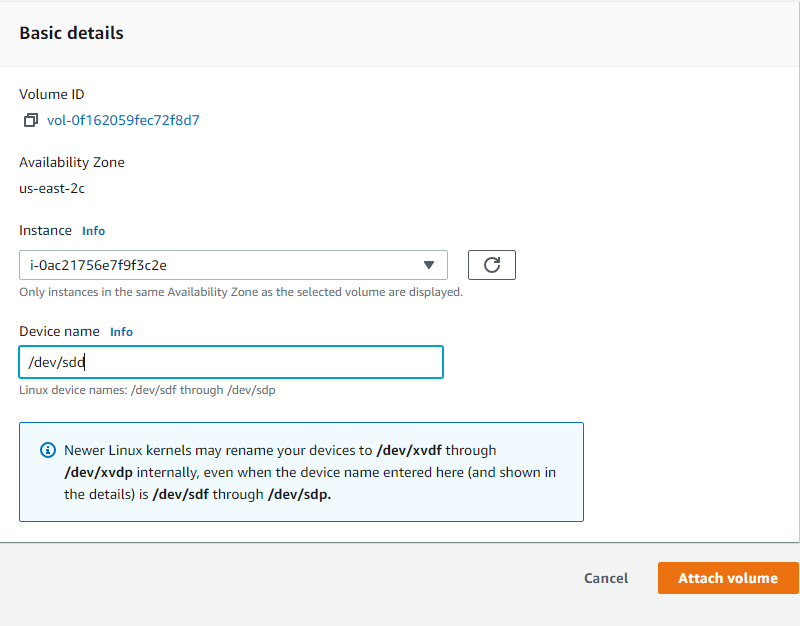 Basic details
Volume ID
vol-0f162059fec72f8d7
Availability Zone
us-east-2c
Instance Info
i-0ac21756e7f9f3c2e
Only instances in the same Availability Zone as the selected volume are displayed.
Device name Info
/dev/sdd
Linux device names: /dev/sdf through /dev/sdp
Newer Linux kernels may rename your devices to /dev/xvdf through
/dev/xvdp internally, even when the device name entered here (and shown in
the details) is /dev/sdf through /dev/sdp.
Cancel Attach volume